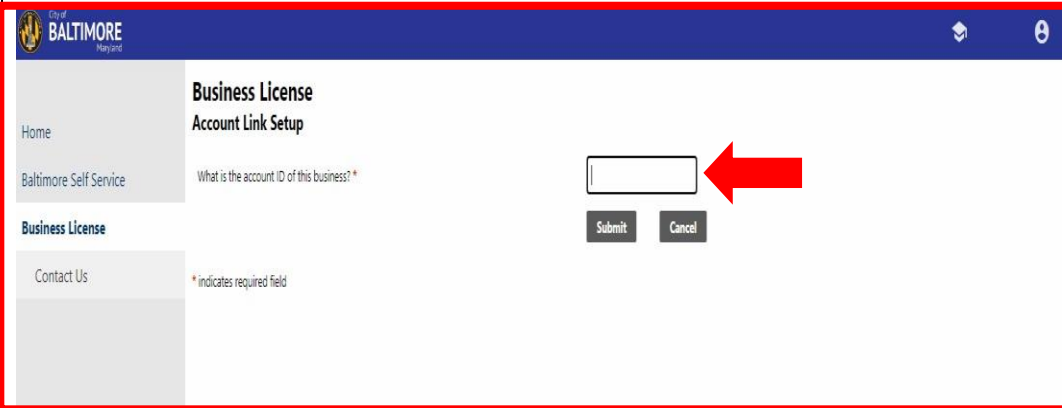 City of
BALTIMORE
Maryland
Business License
Account Link Setup
Home
Baltimore Self Service
What is the account ID of this business? *
Business License
Submit Cancel
Contact Us
* indicates required field